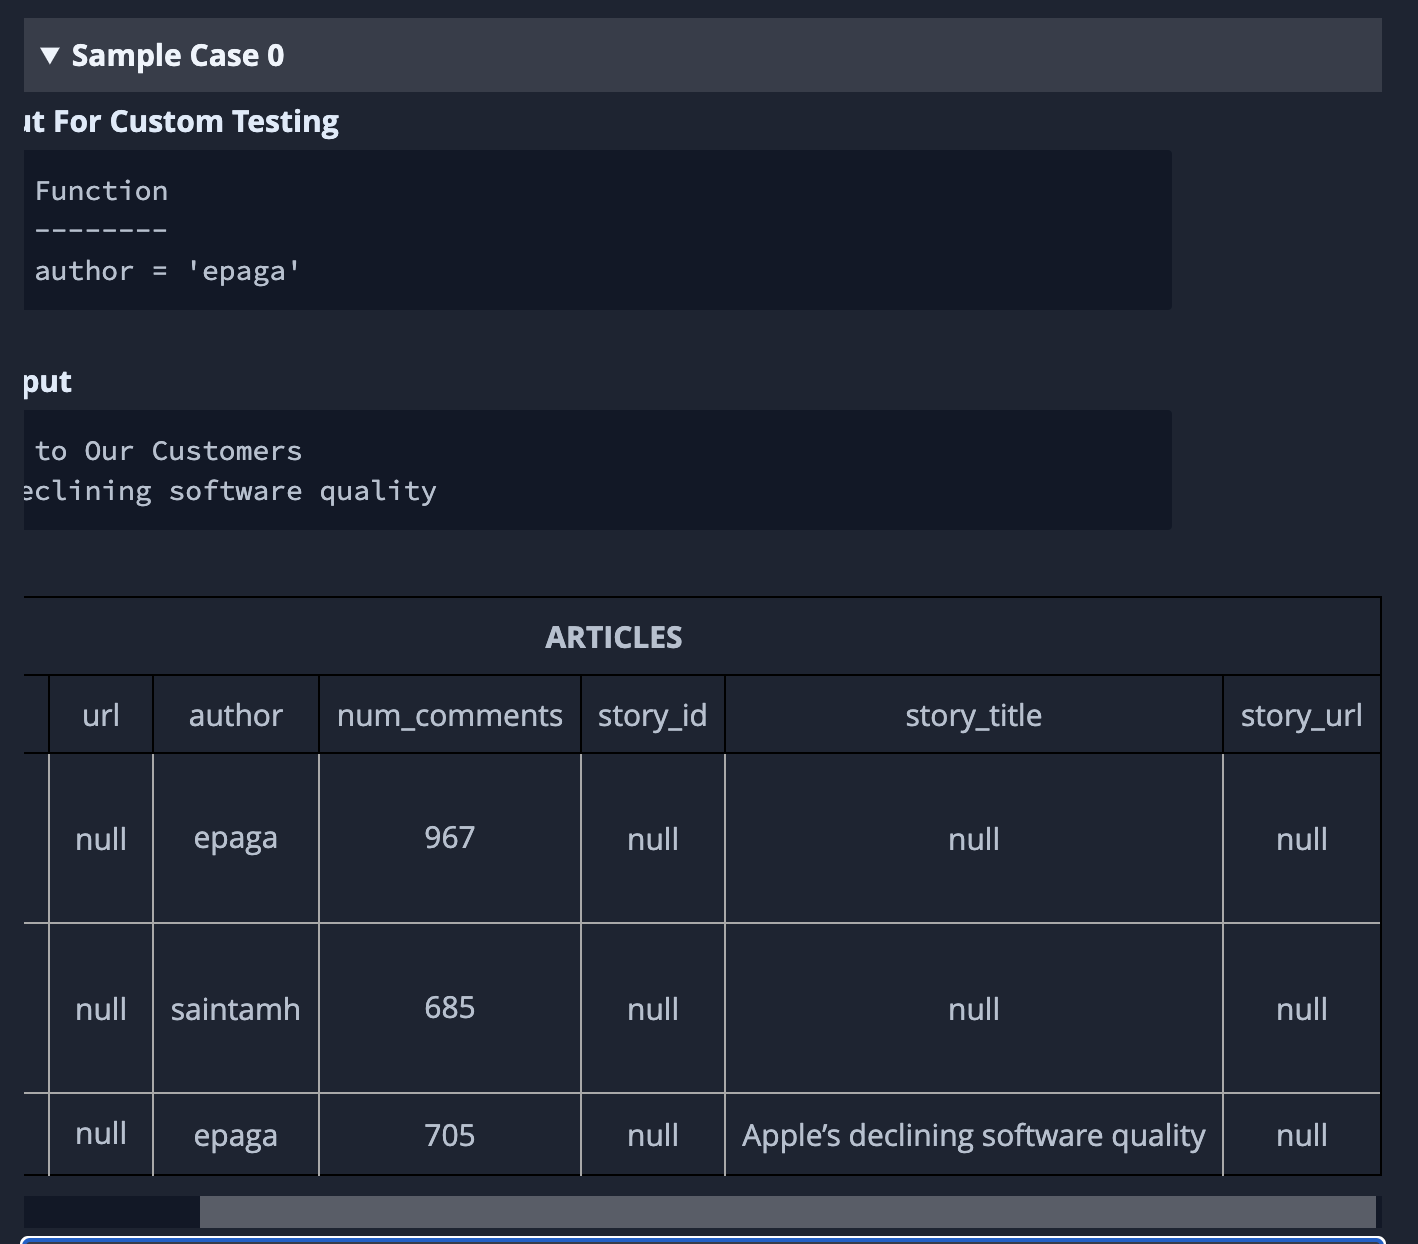 ▼ Sample Case 0
ut For Custom Testing
Function
--------
author = 'epaga'
put
to Our Customers
eclining software quality
ARTICLES
url author num_comments story_id story_title story_url
null epaga 967 null null null
null saintamh 685 null null null
null epaga 705 null Apple’s declining software quality null